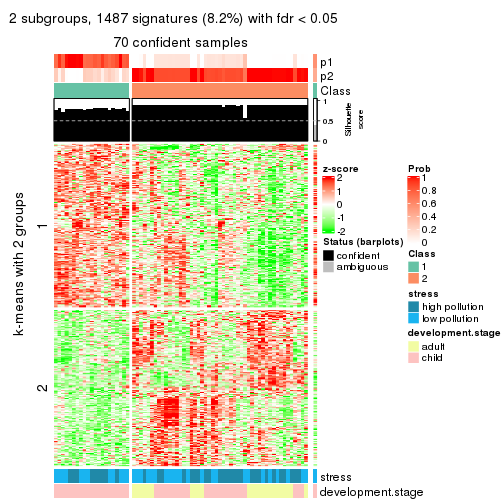 2 subgroups, 1487 signatures (8.2%) with fdr < 0.05
70 confident samples
p1
p2
Class
1
0.5
0
Silhouette
score
k-means with 2 groups
1
2
stress
development.stage
z-score
2
1
0
-1
-2
Status (barplots)
confident
ambiguous
Prob
1
0.8
0.6
0.4
0.2
0
Class
1
2
stress
high pollution
low pollution
development.stage
adult
child